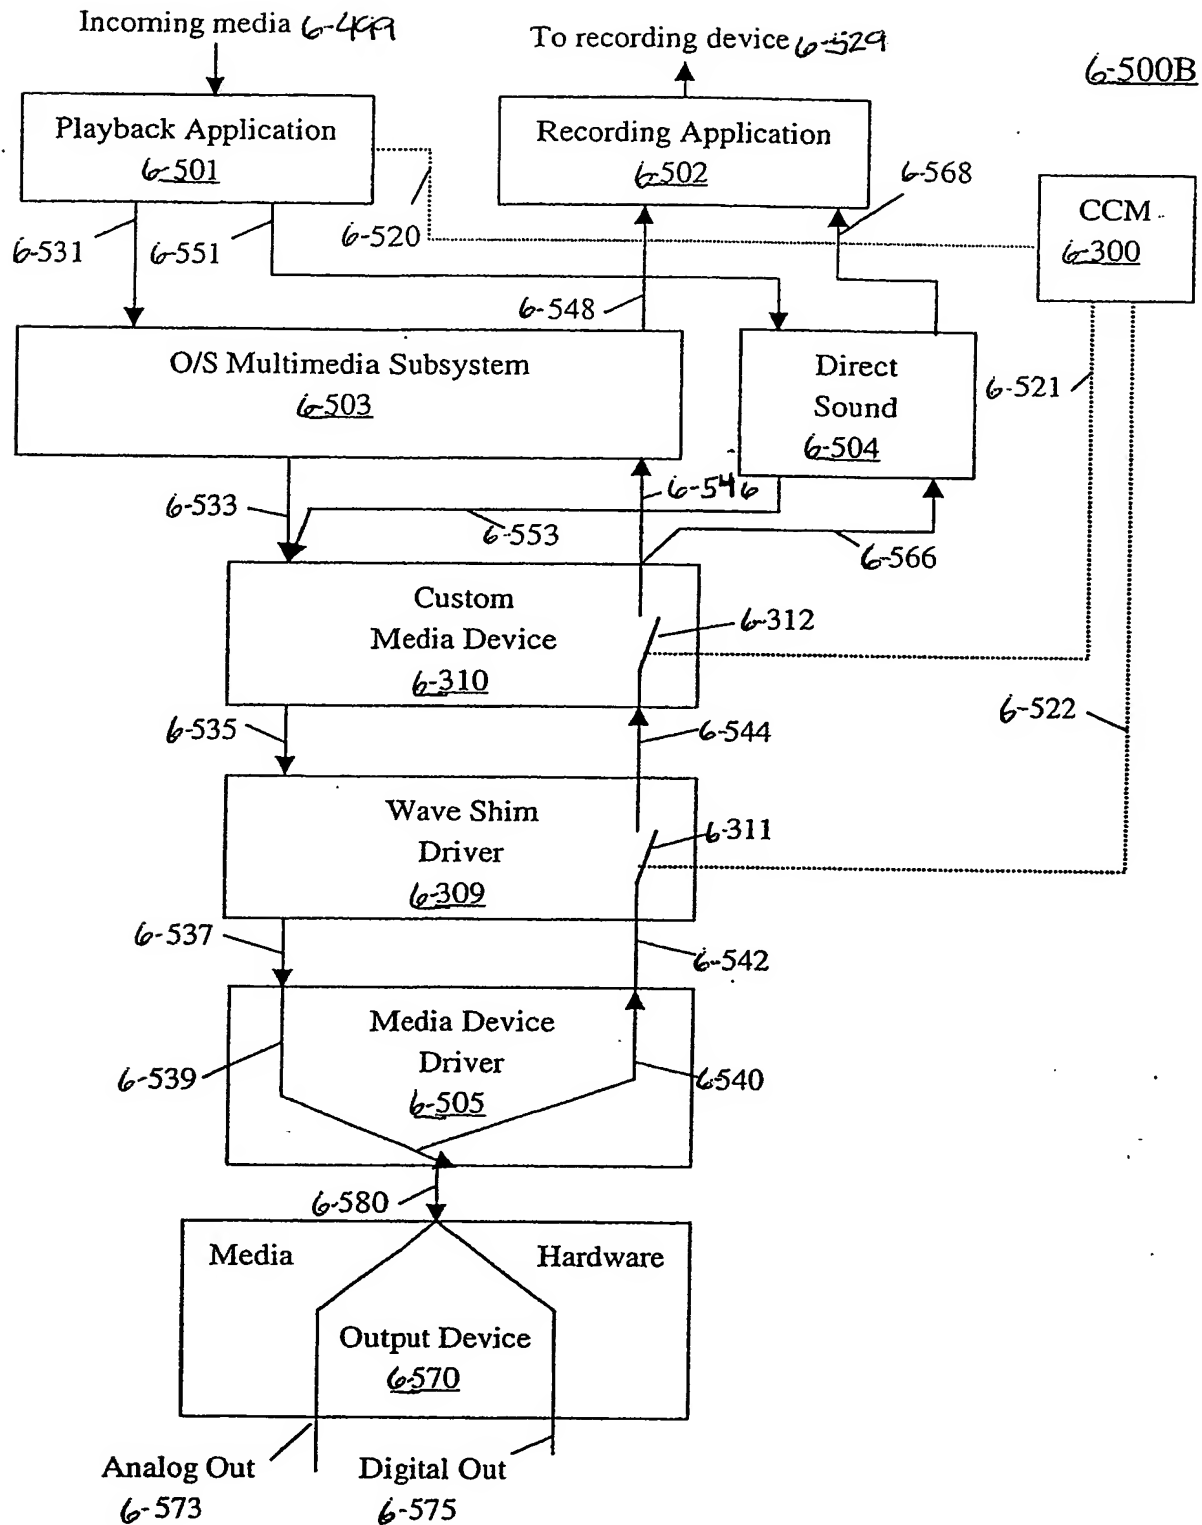 Incoming media 6-499
To recording device 6-529
6-500B
Playback Application
6-501
Recording Application
6-502
6-568
CCM
6-300
6-531
6-551
6-520
6-548
O/S Multimedia Subsystem
6-503
Direct
Sound
6-504
6-521
6-533
6-553
6-546
6-566
Custom
Media Device
6-310
6-312
6-535
6-544
6-522
Wave Shim
Driver
6-309
6-311
6-537
6-542
Media Device
Driver
6-505
6-539
6-540
6-580
Media
Hardware
Output Device
6-570
Analog Out
6-573
Digital Out
6-575